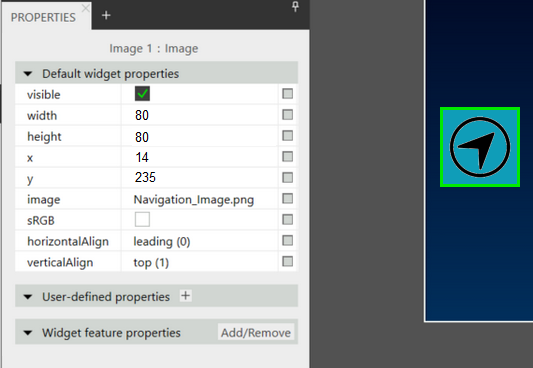 PROPERTIES
Image 1 : Image
Default widget properties
visible
width 80
height 80
x 14
y 235
image Navigation_Image.png
sRGB
horizontalAlign leading (0)
verticalAlign top (1)
User-defined properties +
Widget feature properties Add/Remove